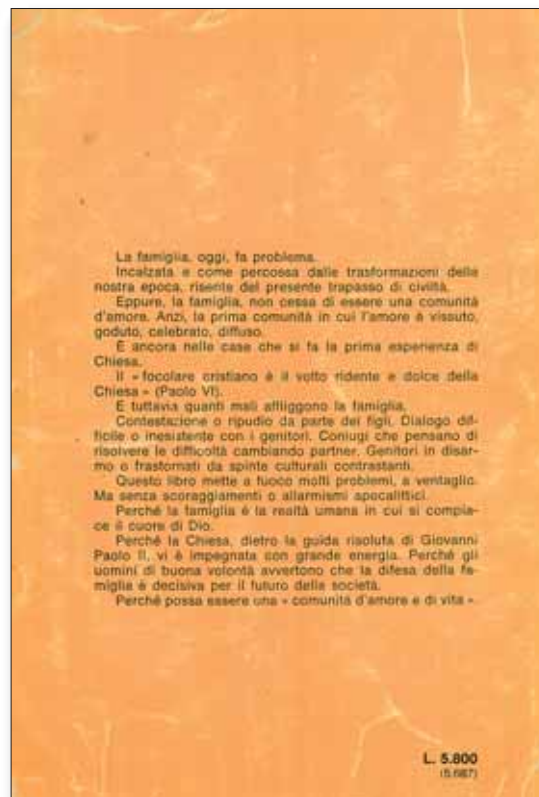 La famiglia, oggi, fa problema.
Incalzata e come percossa dalle trasformazioni della
nostra epoca, risente del presente trapasso di civiltà.
Eppure, la famiglia, non cessa di essere una comunità
d'amore. Anzi, la prima comunità in cui l'amore è vissuto,
goduto, celebrato, diffuso.
È ancora nelle case che si fa la prima esperienza di
Chiesa.
Il « focolare cristiano è il volto ridente e dolce della
Chiesa » (Paolo VI).
E tuttavia quanti mali affliggono la famiglia.
Contestazione o ripudio da parte dei figli. Dialogo dif-
ficile o inesistente con i genitori. Coniugi che pensano di
risolvere le difficoltà cambiando partner. Genitori in disar-
mo o frastornati da spinte culturali contrastanti.
Questo libro mette a fuoco molti problemi, a ventaglio.
Ma senza scoraggiamenti o allarmismi apocalittici.
Perché la famiglia è la realtà umana in cui si compia-
ce il cuore di Dio.
Perché la Chiesa, dietro la guida risoluta di Giovanni
Paolo II, vi è impegnata con grande energia. Perché gli
uomini di buona volontà avvertono che la difesa della fa-
miglia è decisiva per il futuro della società.
Perché possa essere una « comunità d'amore e di vita ».
L. 5.800
(5.687)